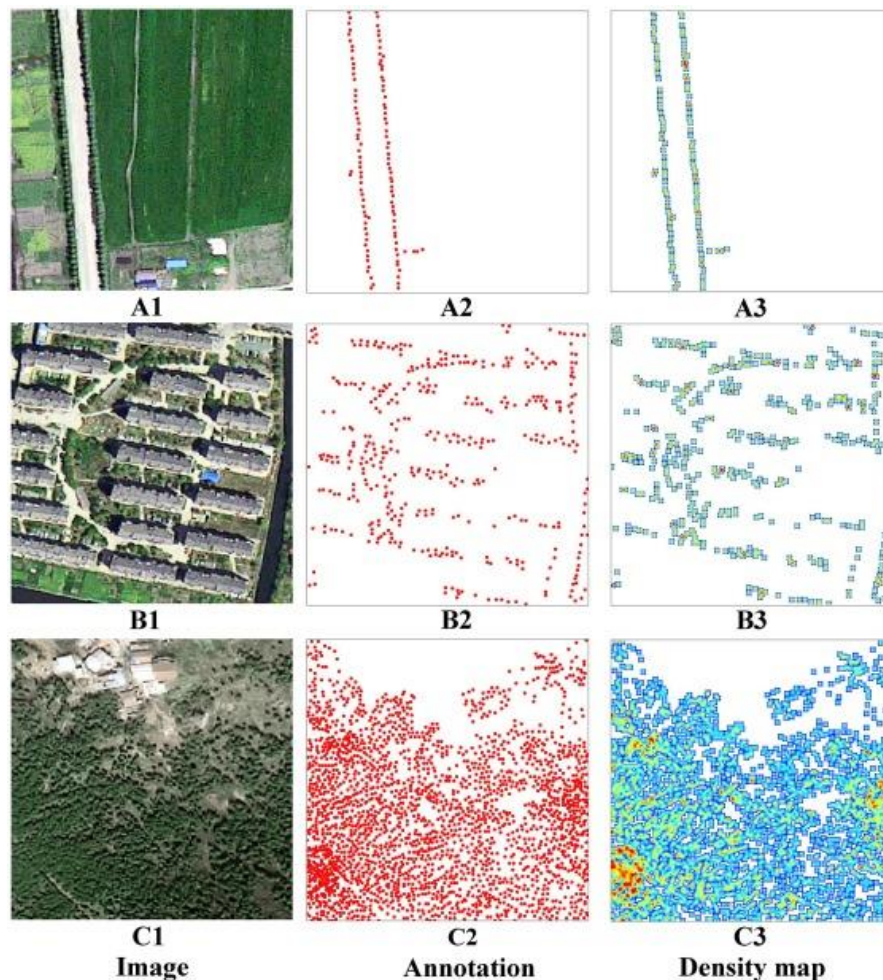 A1 A2 A3
B1 B2 B3
C1 C2 C3
Image Annotation Density map